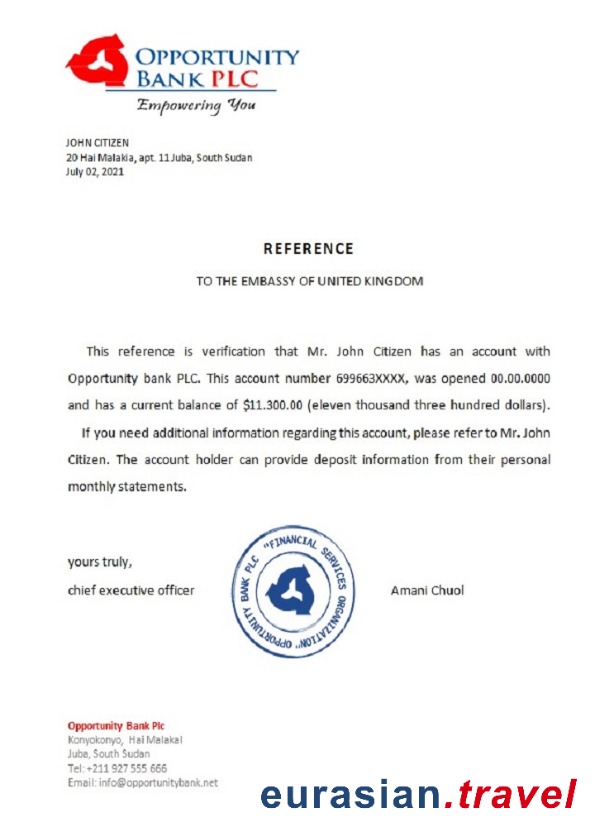 OPPORTUNITY
BANK PLC
Empowering You
JOHN CITIZEN
20 Hai Malakia, apt. 11 Juba, South Sudan
July 02, 2021
REFERENCE
TO THE EMBASSY OF UNITED KINGDOM
This reference is verification that Mr. John Citizen has an account with
Opportunity bank PLC. This account number 699663XXXX, was opened 00.00.0000
and has a current balance of $11.300.00 (eleven thousand three hundred dollars).
If you need additional information regarding this account, please refer to Mr. John
Citizen. The account holder can provide deposit information from their personal
monthly statements.
yours truly,
chief executive officer
OPPORTUNITY BANK PLC "FINANCIAL SERVICES ORGANIZATION"
Amani Chuol
Opportunity Bank Plc
Konyokonyo, Hai Malakal
Juba, South Sudan
Tel: +211 927 555 666
Email: info@opportunitybank.net
eurasian.travel